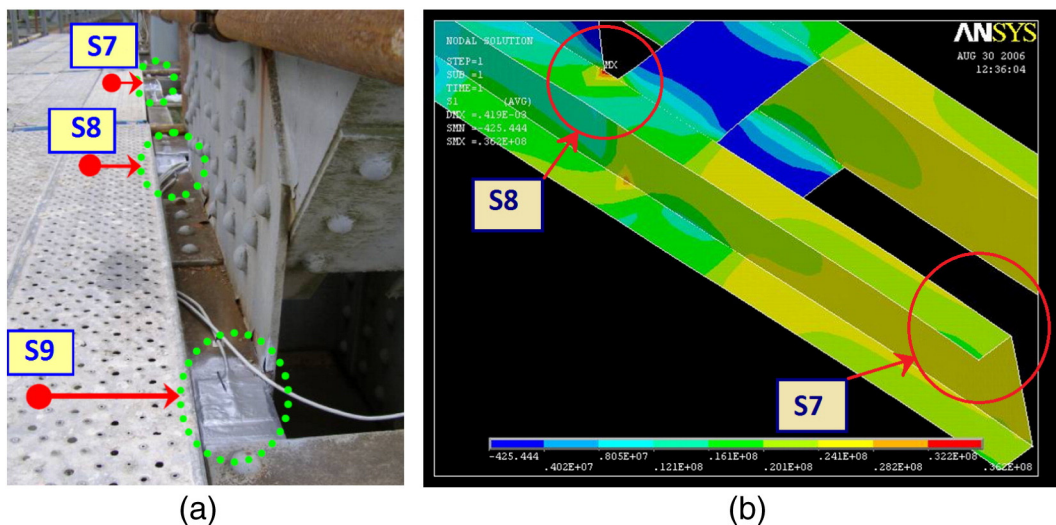 S7
S8
S9
(a)
NODAL SOLUTION
STEP=1
SUB =1
TIME=1
S1 (AVG)
DMX =.419E-03
SMN =-425.444
SMX =.362E+08
MX
ANSYS
AUG 30 2006
12:36:04
S8
S7
-425.444 .805E+07 .161E+08 .241E+08 .322E+08
.402E+07 .121E+08 .201E+08 .282E+08 .362E+08
(b)